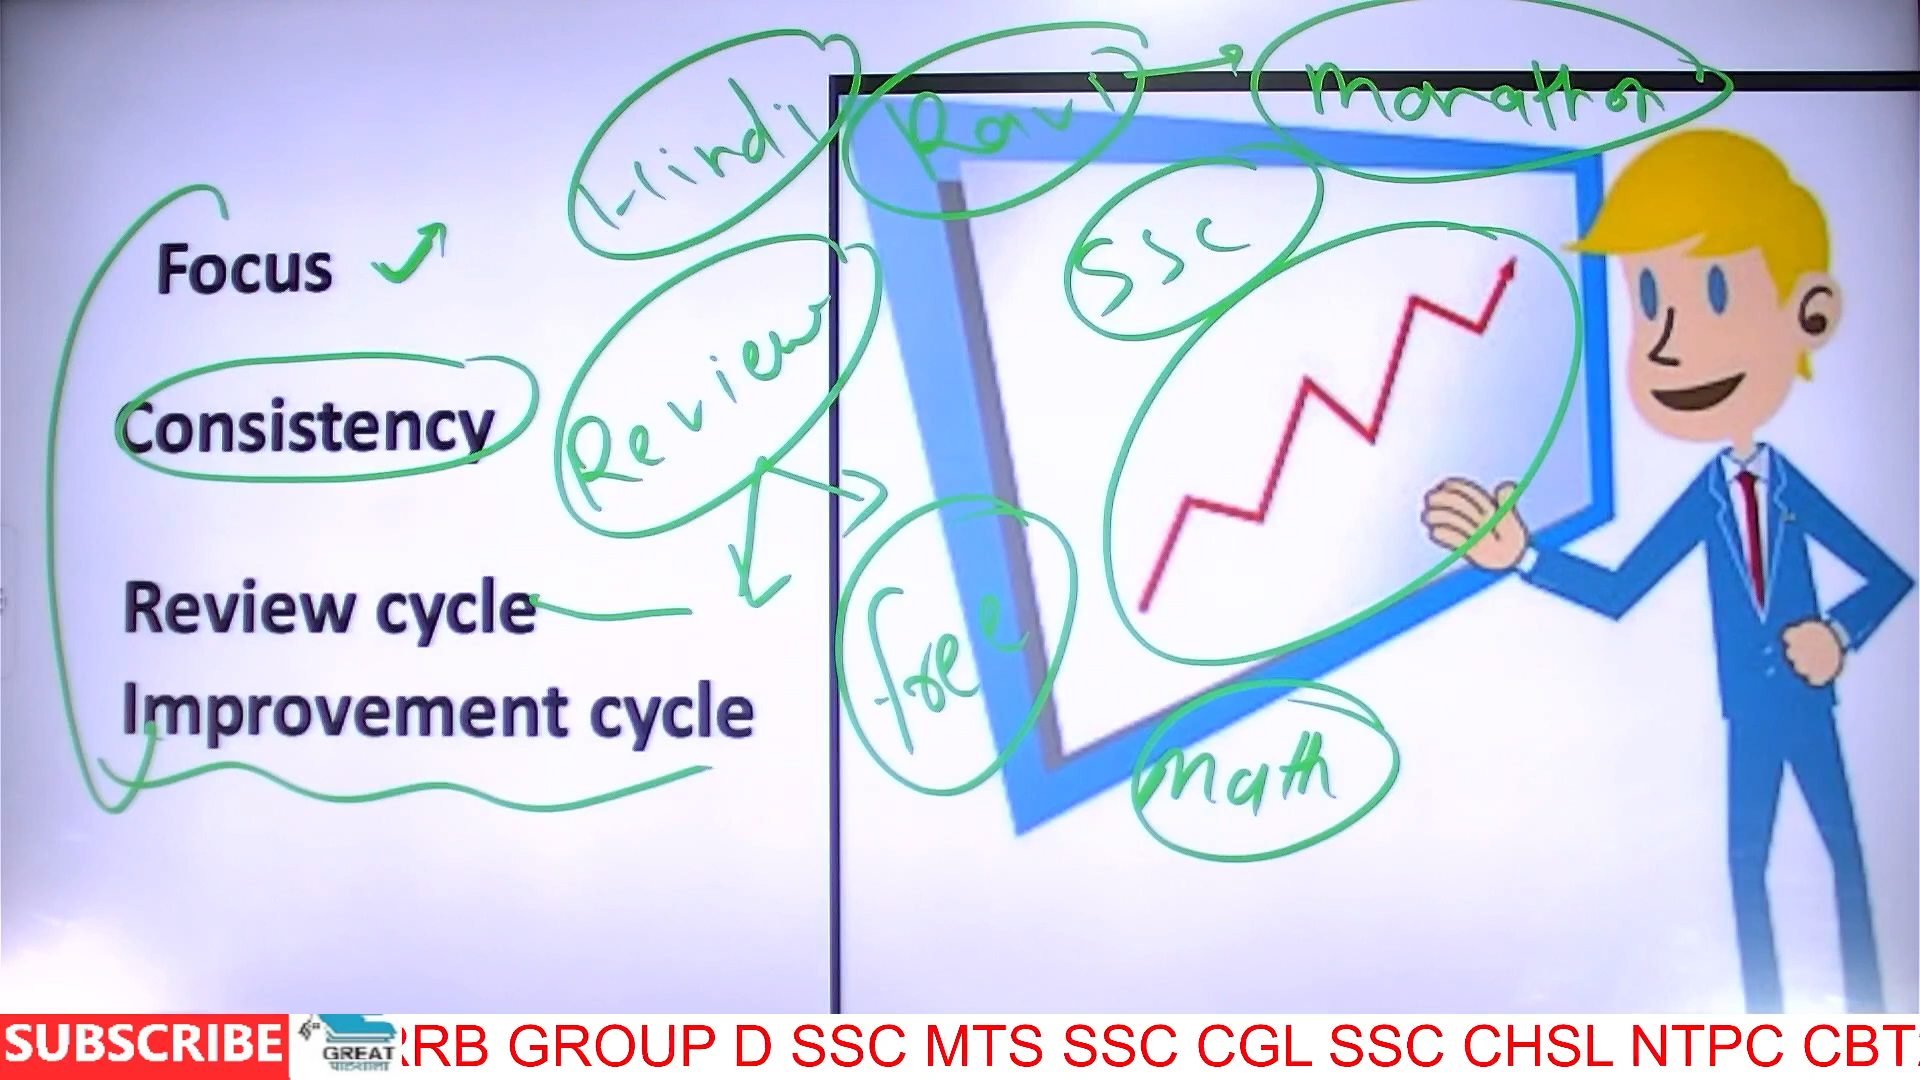 Hindi
Ravi
Marathon
SSC
Focus
Review
Consistency
Review cycle
free
Improvement cycle
Math
SUBSCRIBE
GREAT
पाठशाला
RRB GROUP D SSC MTS SSC CGL SSC CHSL NTPC CBT